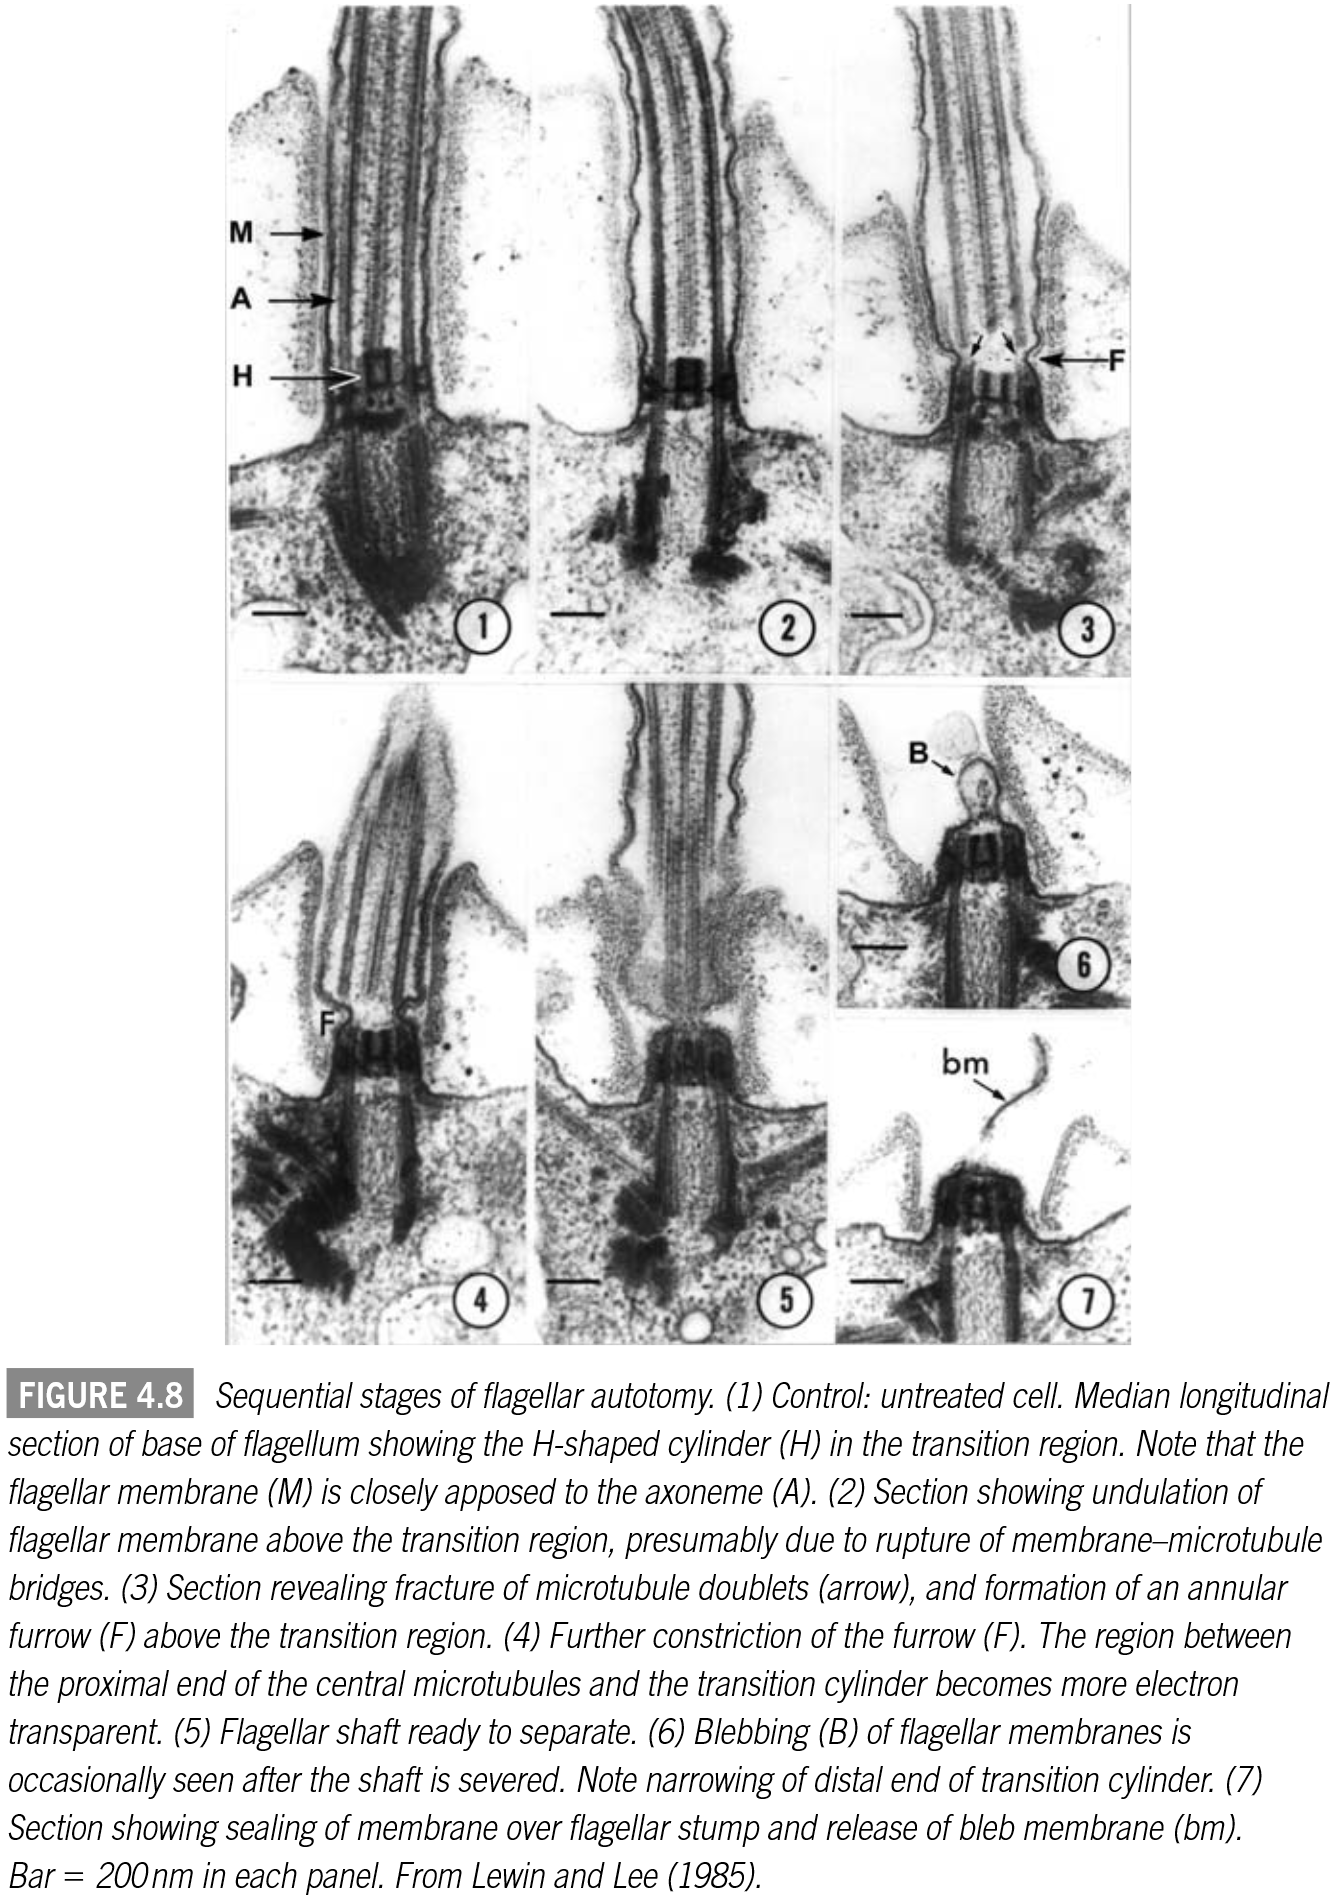 M
A
H
F
1
2
3
B
F
6
bm
4
5
7
FIGURE 4.8 Sequential stages of flagellar autotomy. (1) Control: untreated cell. Median longitudinal
section of base of flagellum showing the H-shaped cylinder (H) in the transition region. Note that the
flagellar membrane (M) is closely apposed to the axoneme (A). (2) Section showing undulation of
flagellar membrane above the transition region, presumably due to rupture of membrane–microtubule
bridges. (3) Section revealing fracture of microtubule doublets (arrow), and formation of an annular
furrow (F) above the transition region. (4) Further constriction of the furrow (F). The region between
the proximal end of the central microtubules and the transition cylinder becomes more electron
transparent. (5) Flagellar shaft ready to separate. (6) Blebbing (B) of flagellar membranes is
occasionally seen after the shaft is severed. Note narrowing of distal end of transition cylinder. (7)
Section showing sealing of membrane over flagellar stump and release of bleb membrane (bm).
Bar = 200 nm in each panel. From Lewin and Lee (1985).